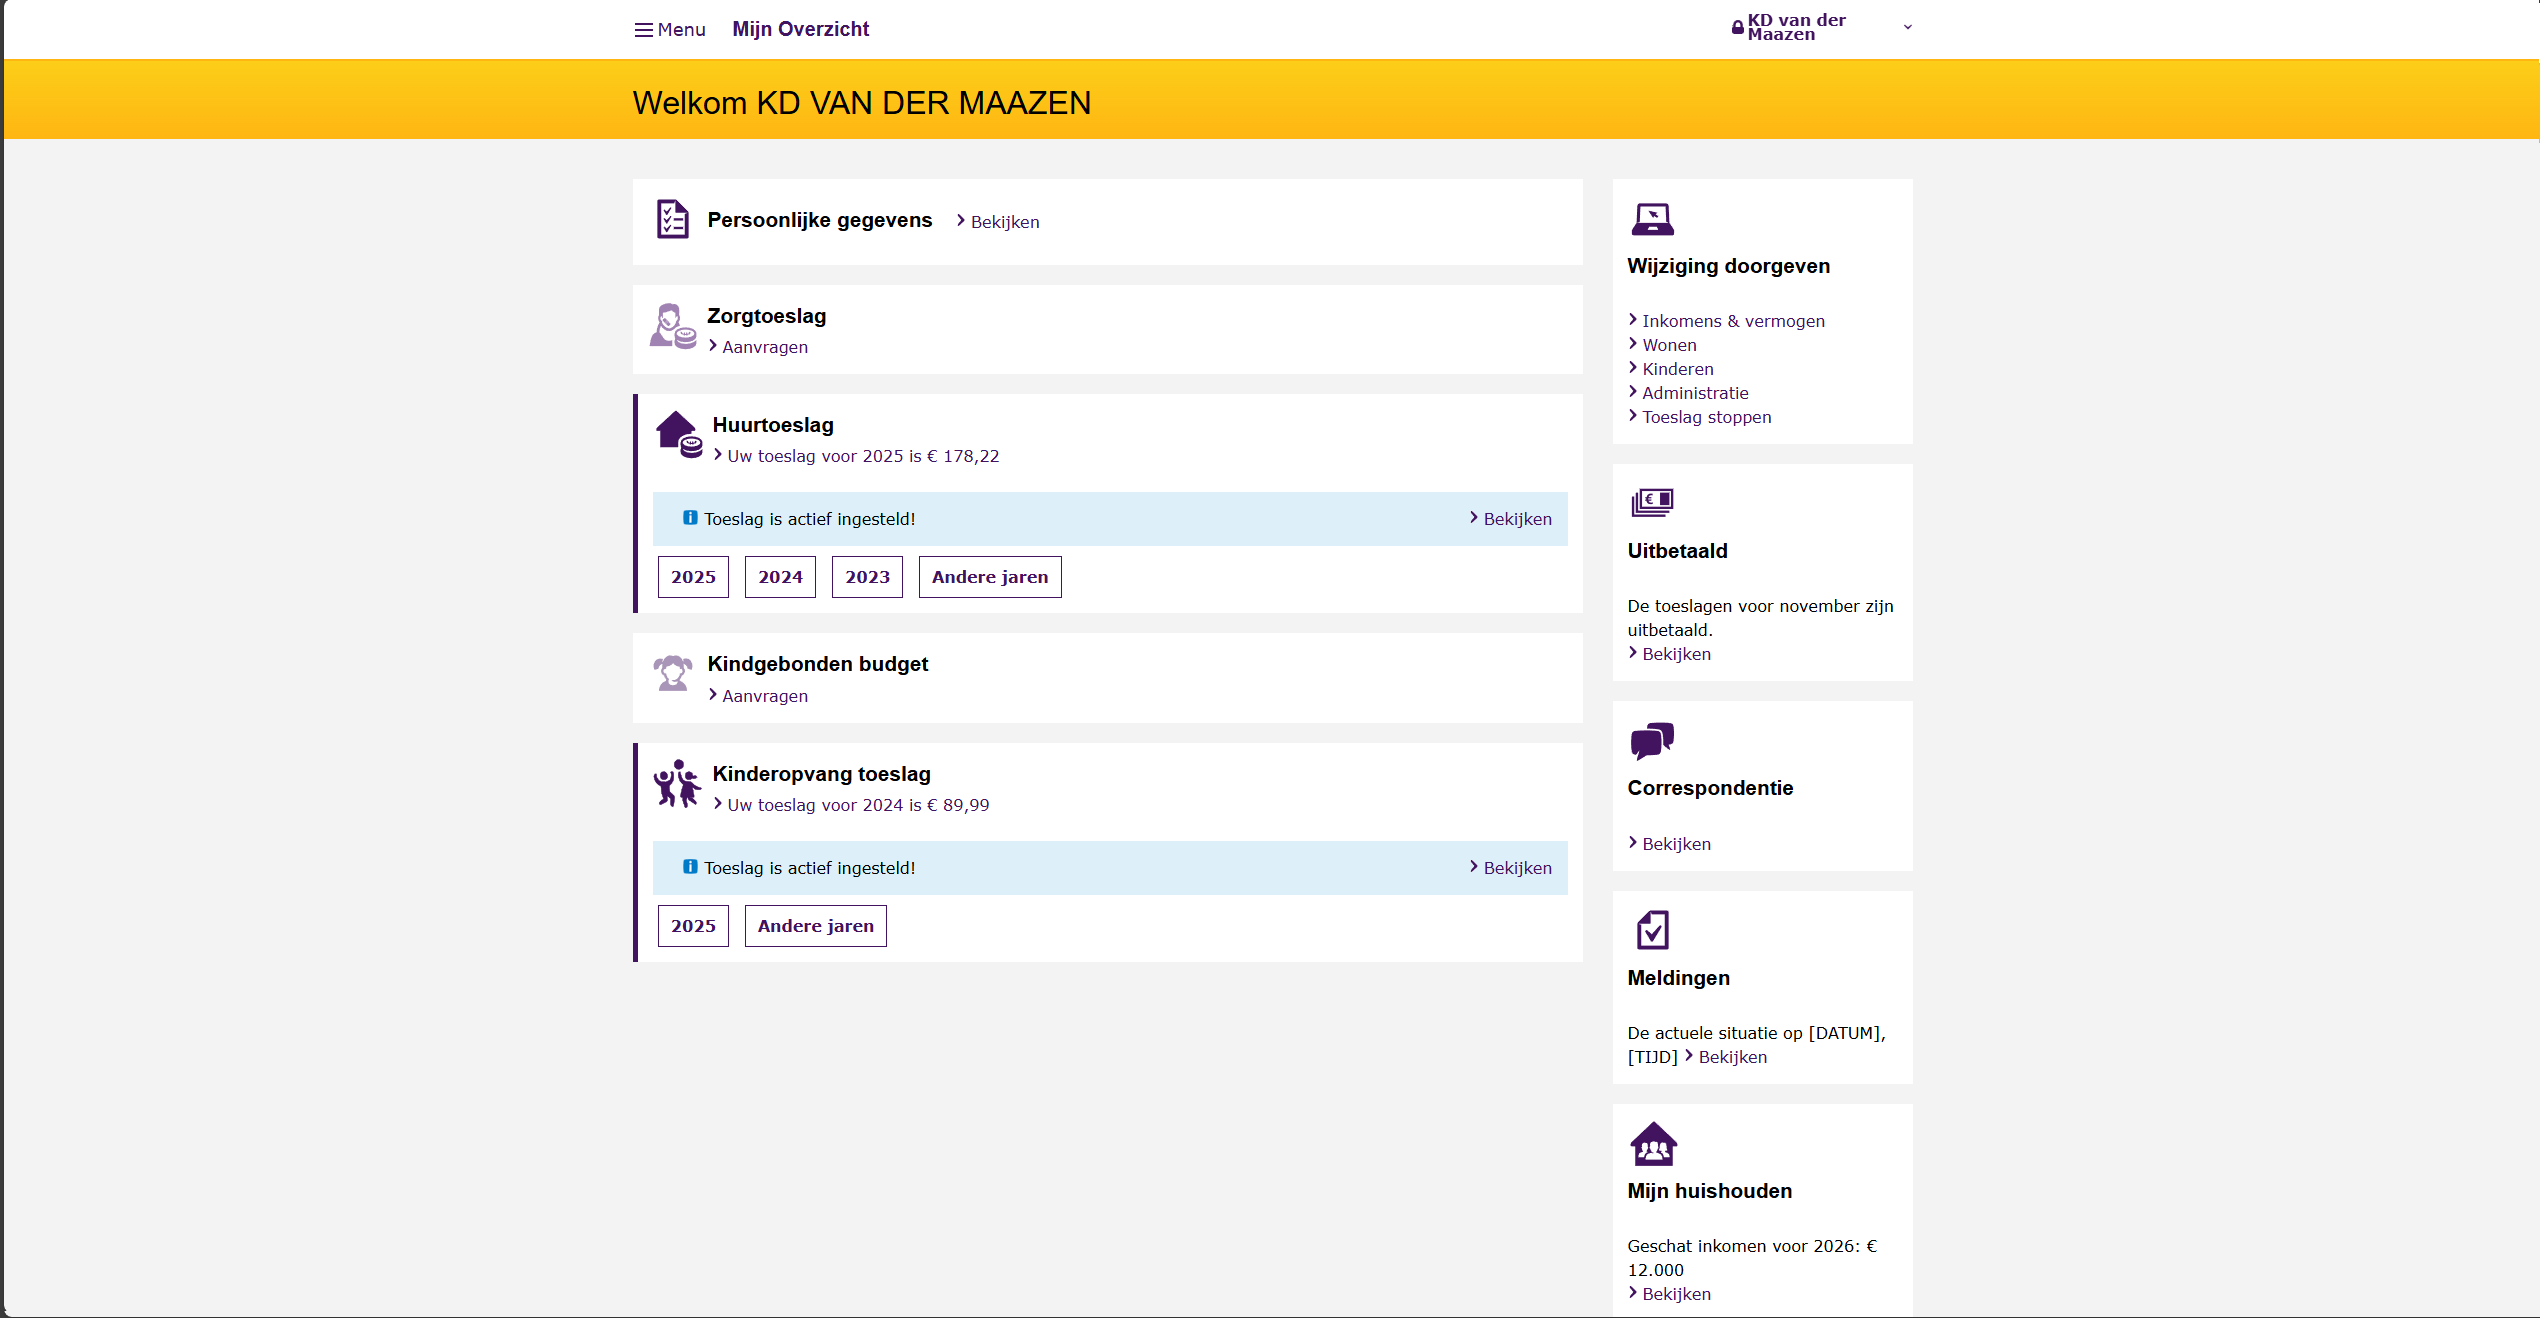 Menu
Mijn Overzicht
KD van der
Maazen
Welkom KD VAN DER MAAZEN
Persoonlijke gegevens
Bekijken
Zorgtoeslag
Aanvragen
Huurtoeslag
Uw toeslag voor 2025 is € 178,22
Toeslag is actief ingesteld!
Bekijken
2025
2024
2023
Andere jaren
Kindgebonden budget
Aanvragen
Kinderopvang toeslag
Uw toeslag voor 2024 is € 89,99
Toeslag is actief ingesteld!
Bekijken
2025
Andere jaren
Wijziging doorgeven
Inkomens & vermogen
Wonen
Kinderen
Administratie
Toeslag stoppen
Uitbetaald
De toeslagen voor november zijn
uitbetaald.
Bekijken
Correspondentie
Bekijken
Meldingen
De actuele situatie op [DATUM],
[TIJD] Bekijken
Mijn huishouden
Geschat inkomen voor 2026: €
12.000
Bekijken